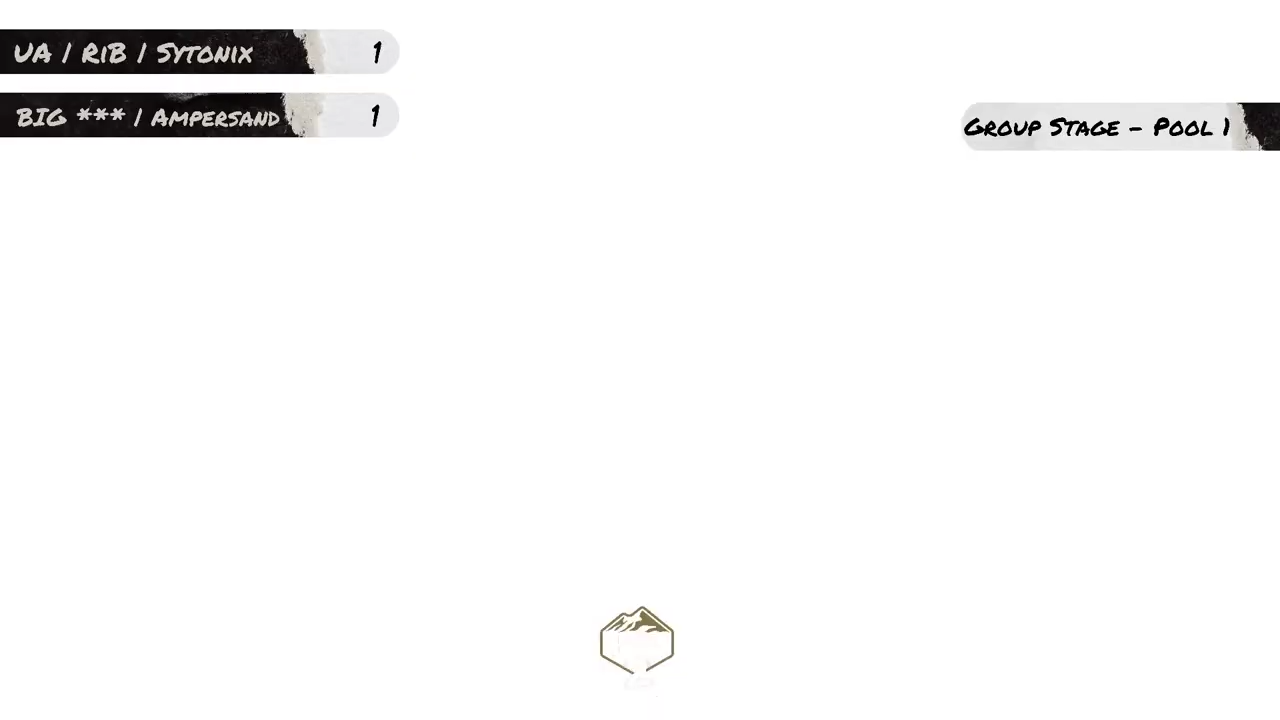 UA | RiB | Sytonix 1
BIG *** | Ampersand 1
Group Stage - Pool 1